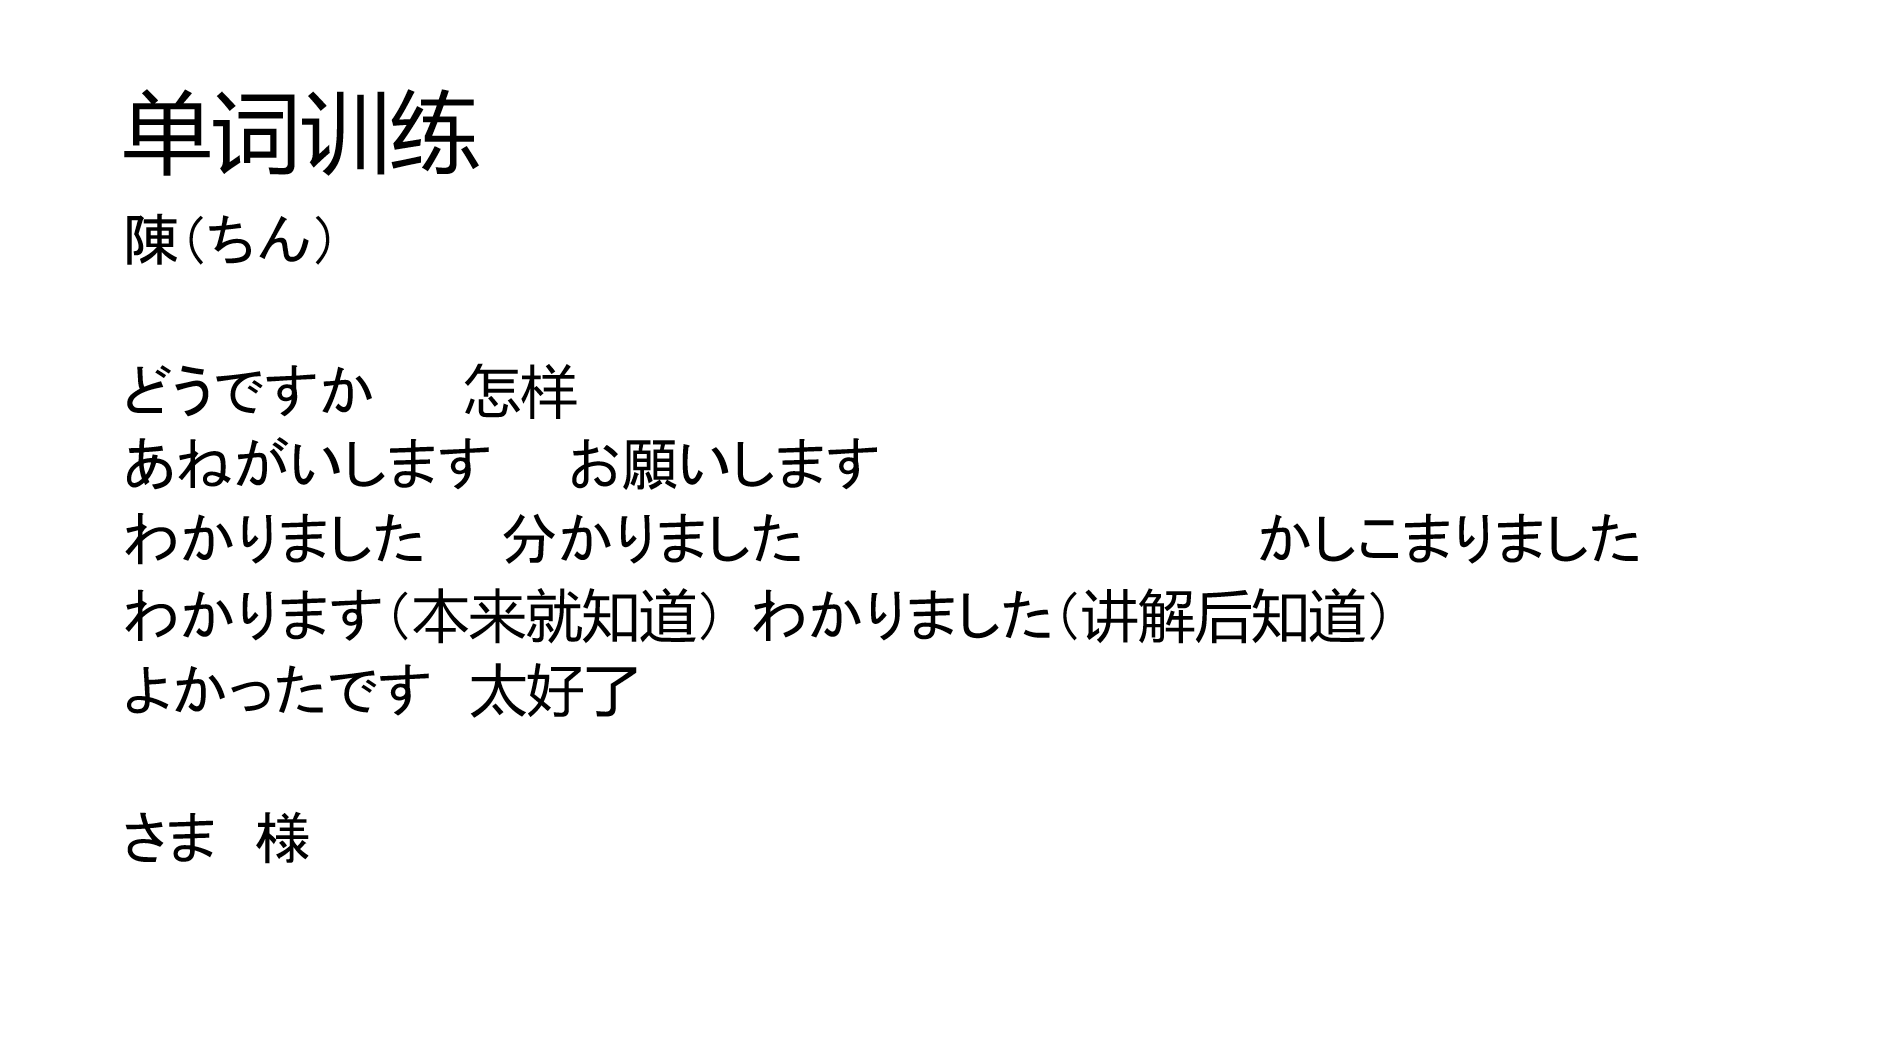 单词训练
陳（ちん）
どうですか　怎样
あねがいします　お願いします
わかりました　分かりました　かしこまりました
わかります（本来就知道） わかりました（讲解后知道）
よかったです　太好了
さま　様